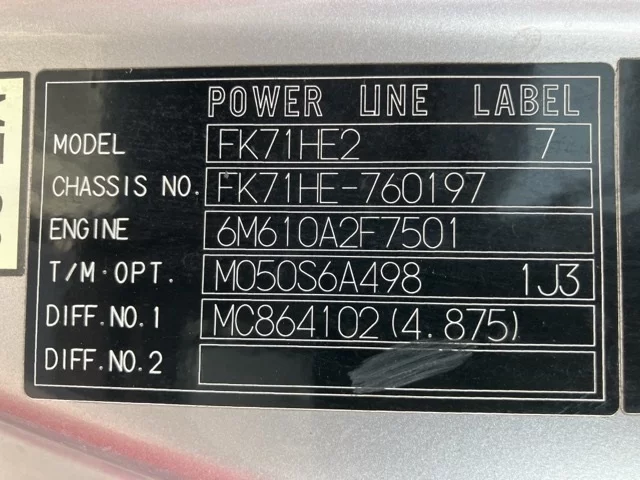 POWER LINE LABEL
MODEL FK71HE2 7
CHASSIS NO. FK71HE-760197
ENGINE 6M610A2F7501
T/M·OPT. M050S6A498 1J3
DIFF.NO.1 MC864102(4.875)
DIFF.NO.2